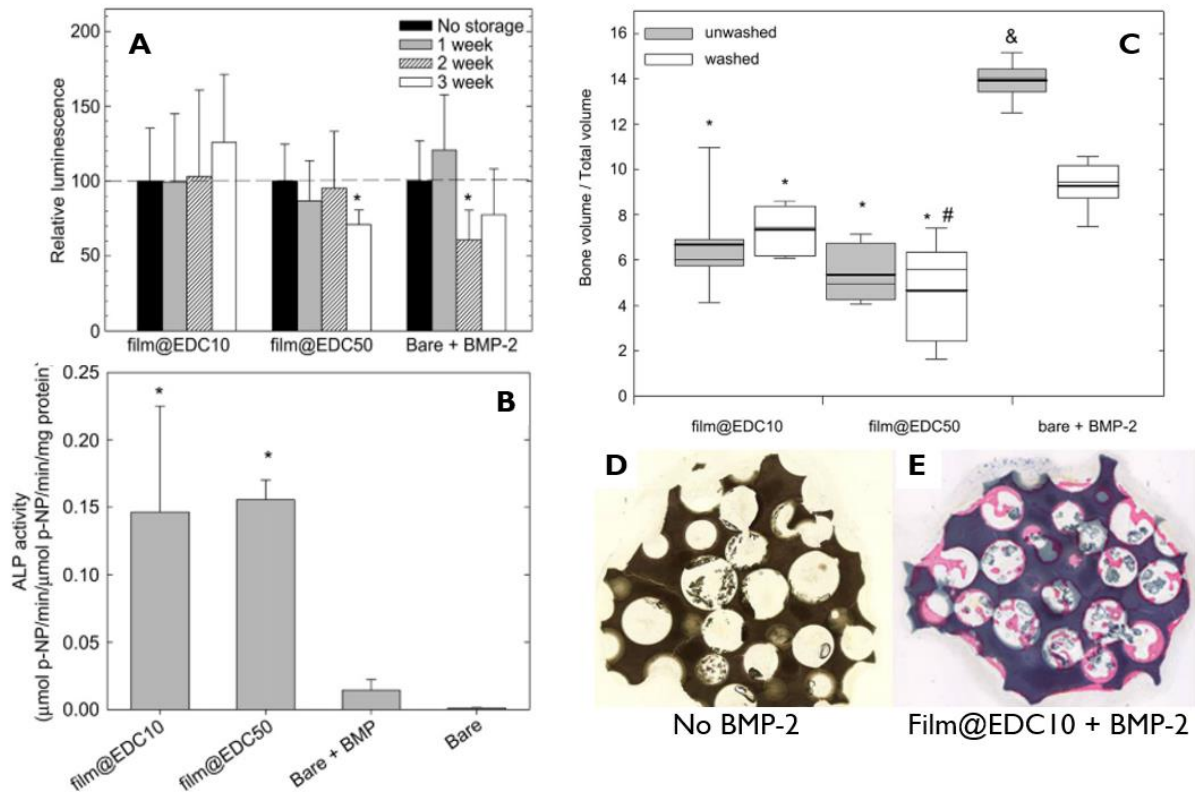 A
No storage
1 week
2 week
3 week
200
150
100
50
0
Relative luminescence
*
*
film@EDC10
film@EDC50
Bare + BMP-2
B
0.25
0.20
0.15
0.10
0.05
0.00
ALP activity
(µmol p-NP/min/µmol p-NP/min/mg protein)
*
*
film@EDC10
film@EDC50
Bare + BMP
Bare
C
unwashed
washed
16
14
12
10
8
6
4
2
0
Bone volume / Total volume
*
*
*
* #
&
film@EDC10
film@EDC50
bare + BMP-2
D
No BMP-2
E
Film@EDC10 + BMP-2